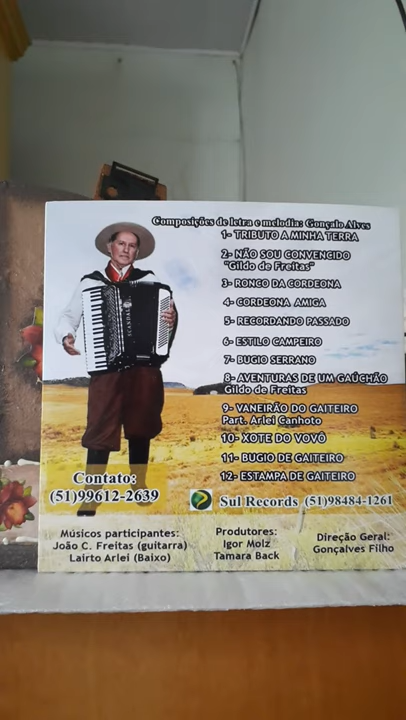 Composições de letra e melodia: Gonçalo Alves
1- TRIBUTO A MINHA TERRA
2- NÃO SOU CONVENCIDO
"Gildo de Freitas"
3- RONCO DA CORDEONA
4- CORDEONA AMIGA
5- RECORDANDO PASSADO
6- ESTILO CAMPEIRO
7- BUGIO SERRANO
8- AVENTURAS DE UM GAÚCHÃO
Gildo de Freitas
9- VANEIRÃO DO GAITEIRO
Part. Arlei Canhoto
10- XOTE DO VOVÔ
11- BUGIO DE GAITEIRO
12- ESTAMPA DE GAITEIRO
SCANDALLI
Contato:
(51)99612-2639
Sul Records (51)98484-1261
Músicos participantes:
João C. Freitas (guitarra)
Lairto Arlei (Baixo)
Produtores:
Igor Molz
Tamara Back
Direção Geral:
Gonçalves Filho